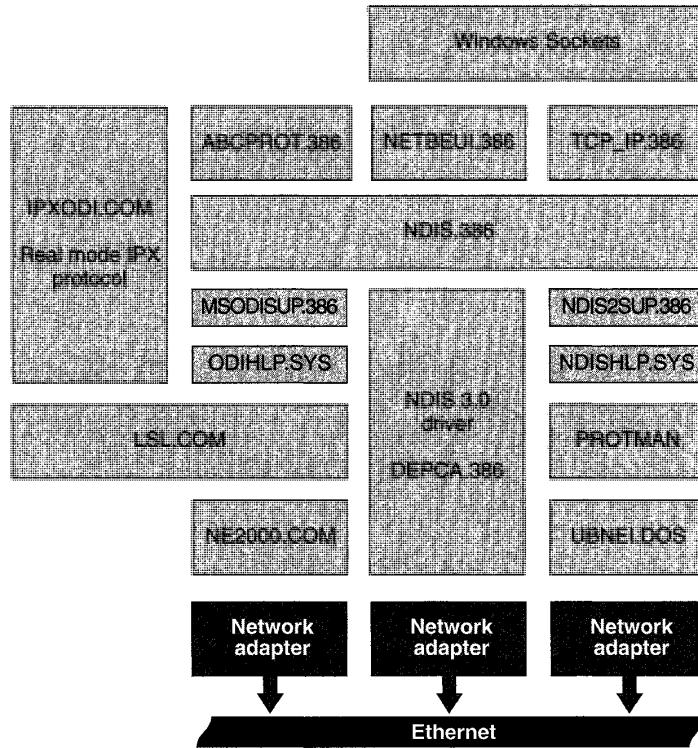 Windows Sockets
ABCPROT.386
NETBEUI.386
TCP_IP.386
IPXODI.COM
Real mode IPX
protocol
NDIS.386
MSODISUP.386
NDIS2SUP.386
ODIHLP.SYS
NDISHLP.SYS
NDIS 3.0
driver
DEPCA.386
LSL.COM
PROTMAN
NE2000.COM
UBNEI.DOS
Network
adapter
Network
adapter
Network
adapter
Ethernet